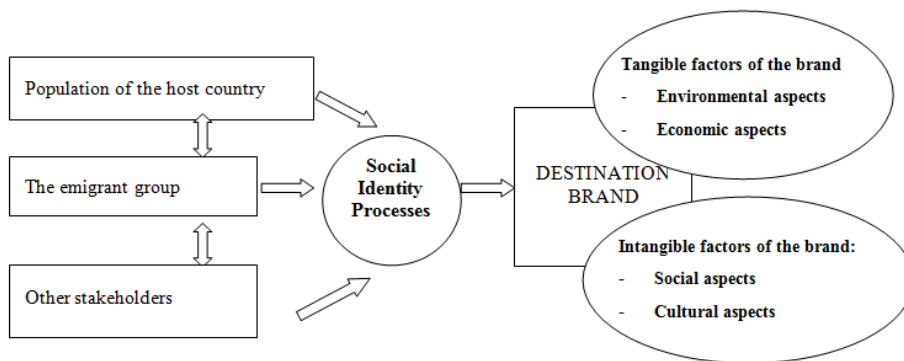 Population of the host country
The emigrant group
Other stakeholders
Social
Identity
Processes
DESTINATION
BRAND
Tangible factors of the brand
- Environmental aspects
- Economic aspects
Intangible factors of the brand:
- Social aspects
- Cultural aspects